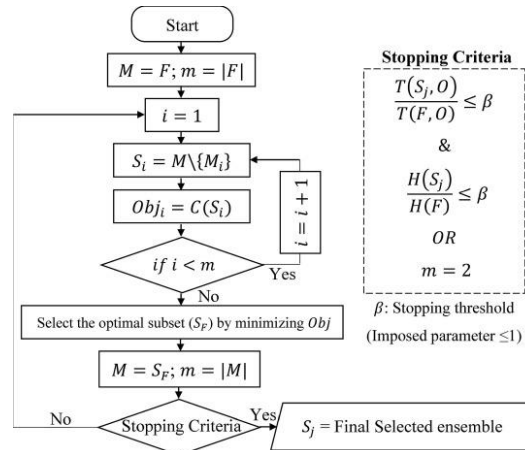 Start
M = F; m = |F|
i = 1
S_i = M\{M_i}
Obj_i = C(S_i)
i = i + 1
if i < m
Yes
No
Select the optimal subset (S_F) by minimizing Obj
M = S_F; m = |M|
No
Stopping Criteria
Yes
S_j = Final Selected ensemble
Stopping Criteria
T(S_j, O)
T(F, O)
≤ β
&
H(S_j)
H(F)
≤ β
OR
m = 2
β: Stopping threshold
(Imposed parameter ≤1)